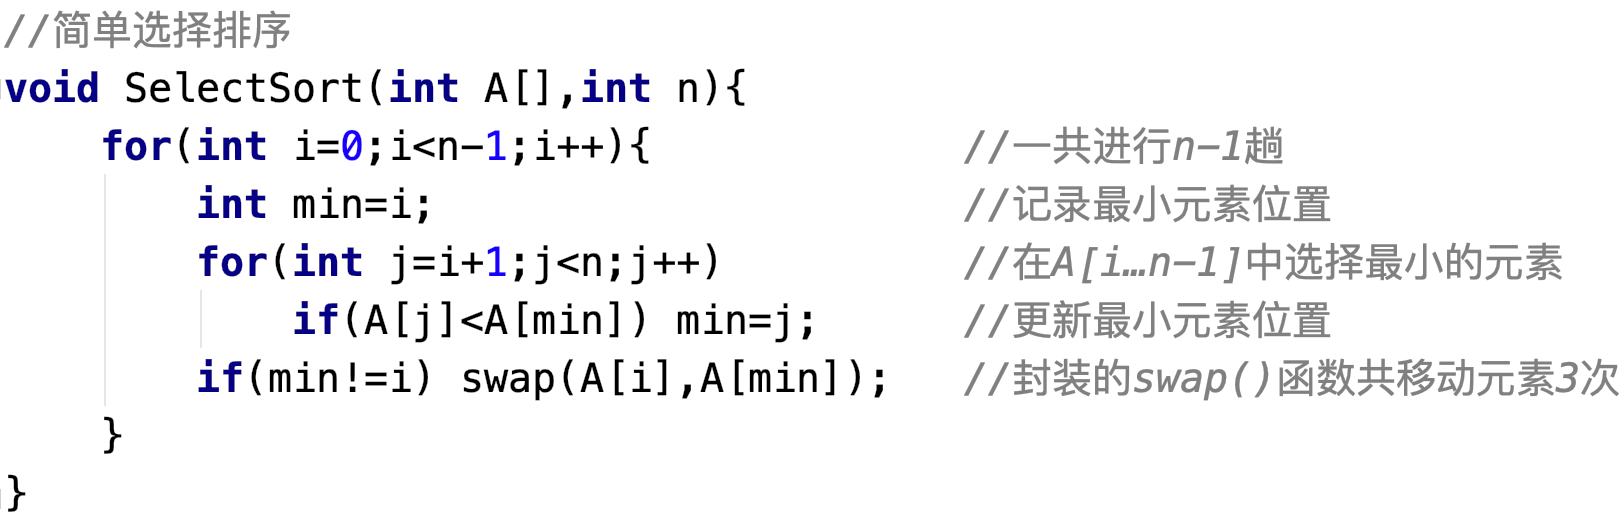 //简单选择排序
void SelectSort(int A[],int n){
    for(int i=0;i<n-1;i++){             //一共进行n-1趟
        int min=i;                      //记录最小元素位置
        for(int j=i+1;j<n;j++)          //在A[i…n-1]中选择最小的元素
            if(A[j]<A[min]) min=j;      //更新最小元素位置
        if(min!=i) swap(A[i],A[min]);   //封装的swap()函数共移动元素3次
    }
}